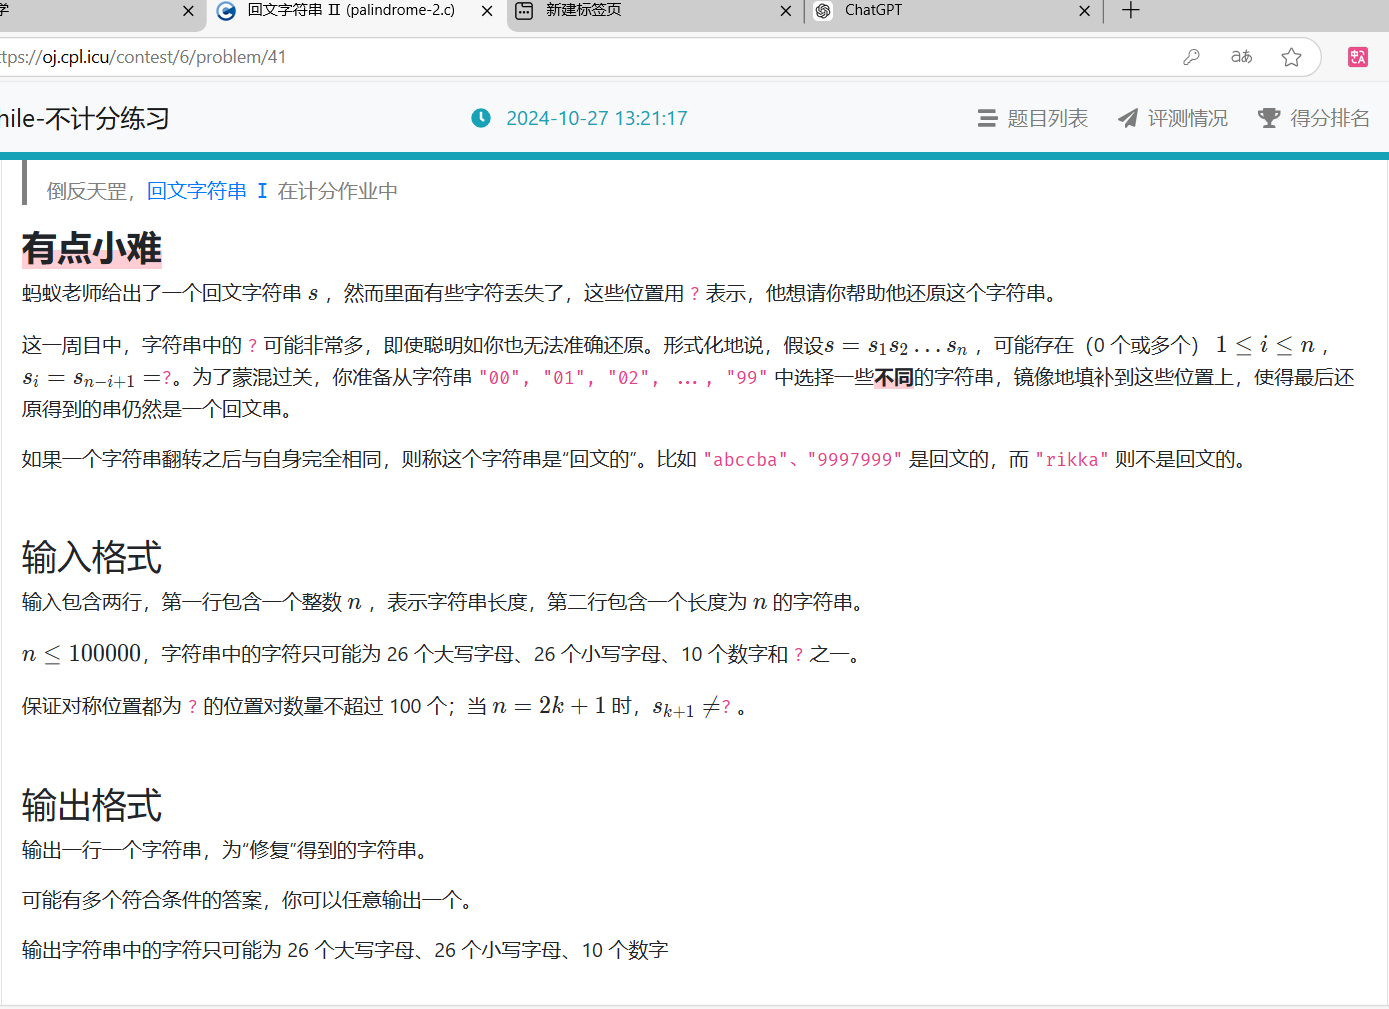 学
回文字符串 II (palindrome-2.c)
新建标签页
ChatGPT
ttps://oj.cpl.icu/contest/6/problem/41
aあ
hile-不计分练习
2024-10-27 13:21:17
题目列表
评测情况
得分排名
倒反天罡，回文字符串 I 在计分作业中
有点小难
蚂蚁老师给出了一个回文字符串 s ，然而里面有些字符丢失了，这些位置用 ? 表示，他想请你帮助他还原这个字符串。
这一周目中，字符串中的 ? 可能非常多，即使聪明如你也无法准确还原。形式化地说，假设s = s₁s₂ … sₙ ，可能存在（0 个或多个） 1 ≤ i ≤ n ，
sᵢ = sₙ₋ᵢ₊₁ =?。为了蒙混过关，你准备从字符串 "00", "01", "02", ..., "99" 中选择一些不同的字符串，镜像地填补到这些位置上，使得最后还
原得到的串仍然是一个回文串。
如果一个字符串翻转之后与自身完全相同，则称这个字符串是“回文的”。比如 "abccba"、"9997999" 是回文的，而 "rikka" 则不是回文的。
输入格式
输入包含两行，第一行包含一个整数 n ，表示字符串长度，第二行包含一个长度为 n 的字符串。
n ≤ 100000，字符串中的字符只可能为 26 个大写字母、26 个小写字母、10 个数字和 ? 之一。
保证对称位置都为 ? 的位置对数量不超过 100 个；当 n = 2k + 1 时，sₖ₊₁ ≠? 。
输出格式
输出一行一个字符串，为“修复”得到的字符串。
可能有多个符合条件的答案，你可以任意输出一个。
输出字符串中的字符只可能为 26 个大写字母、26 个小写字母、10 个数字